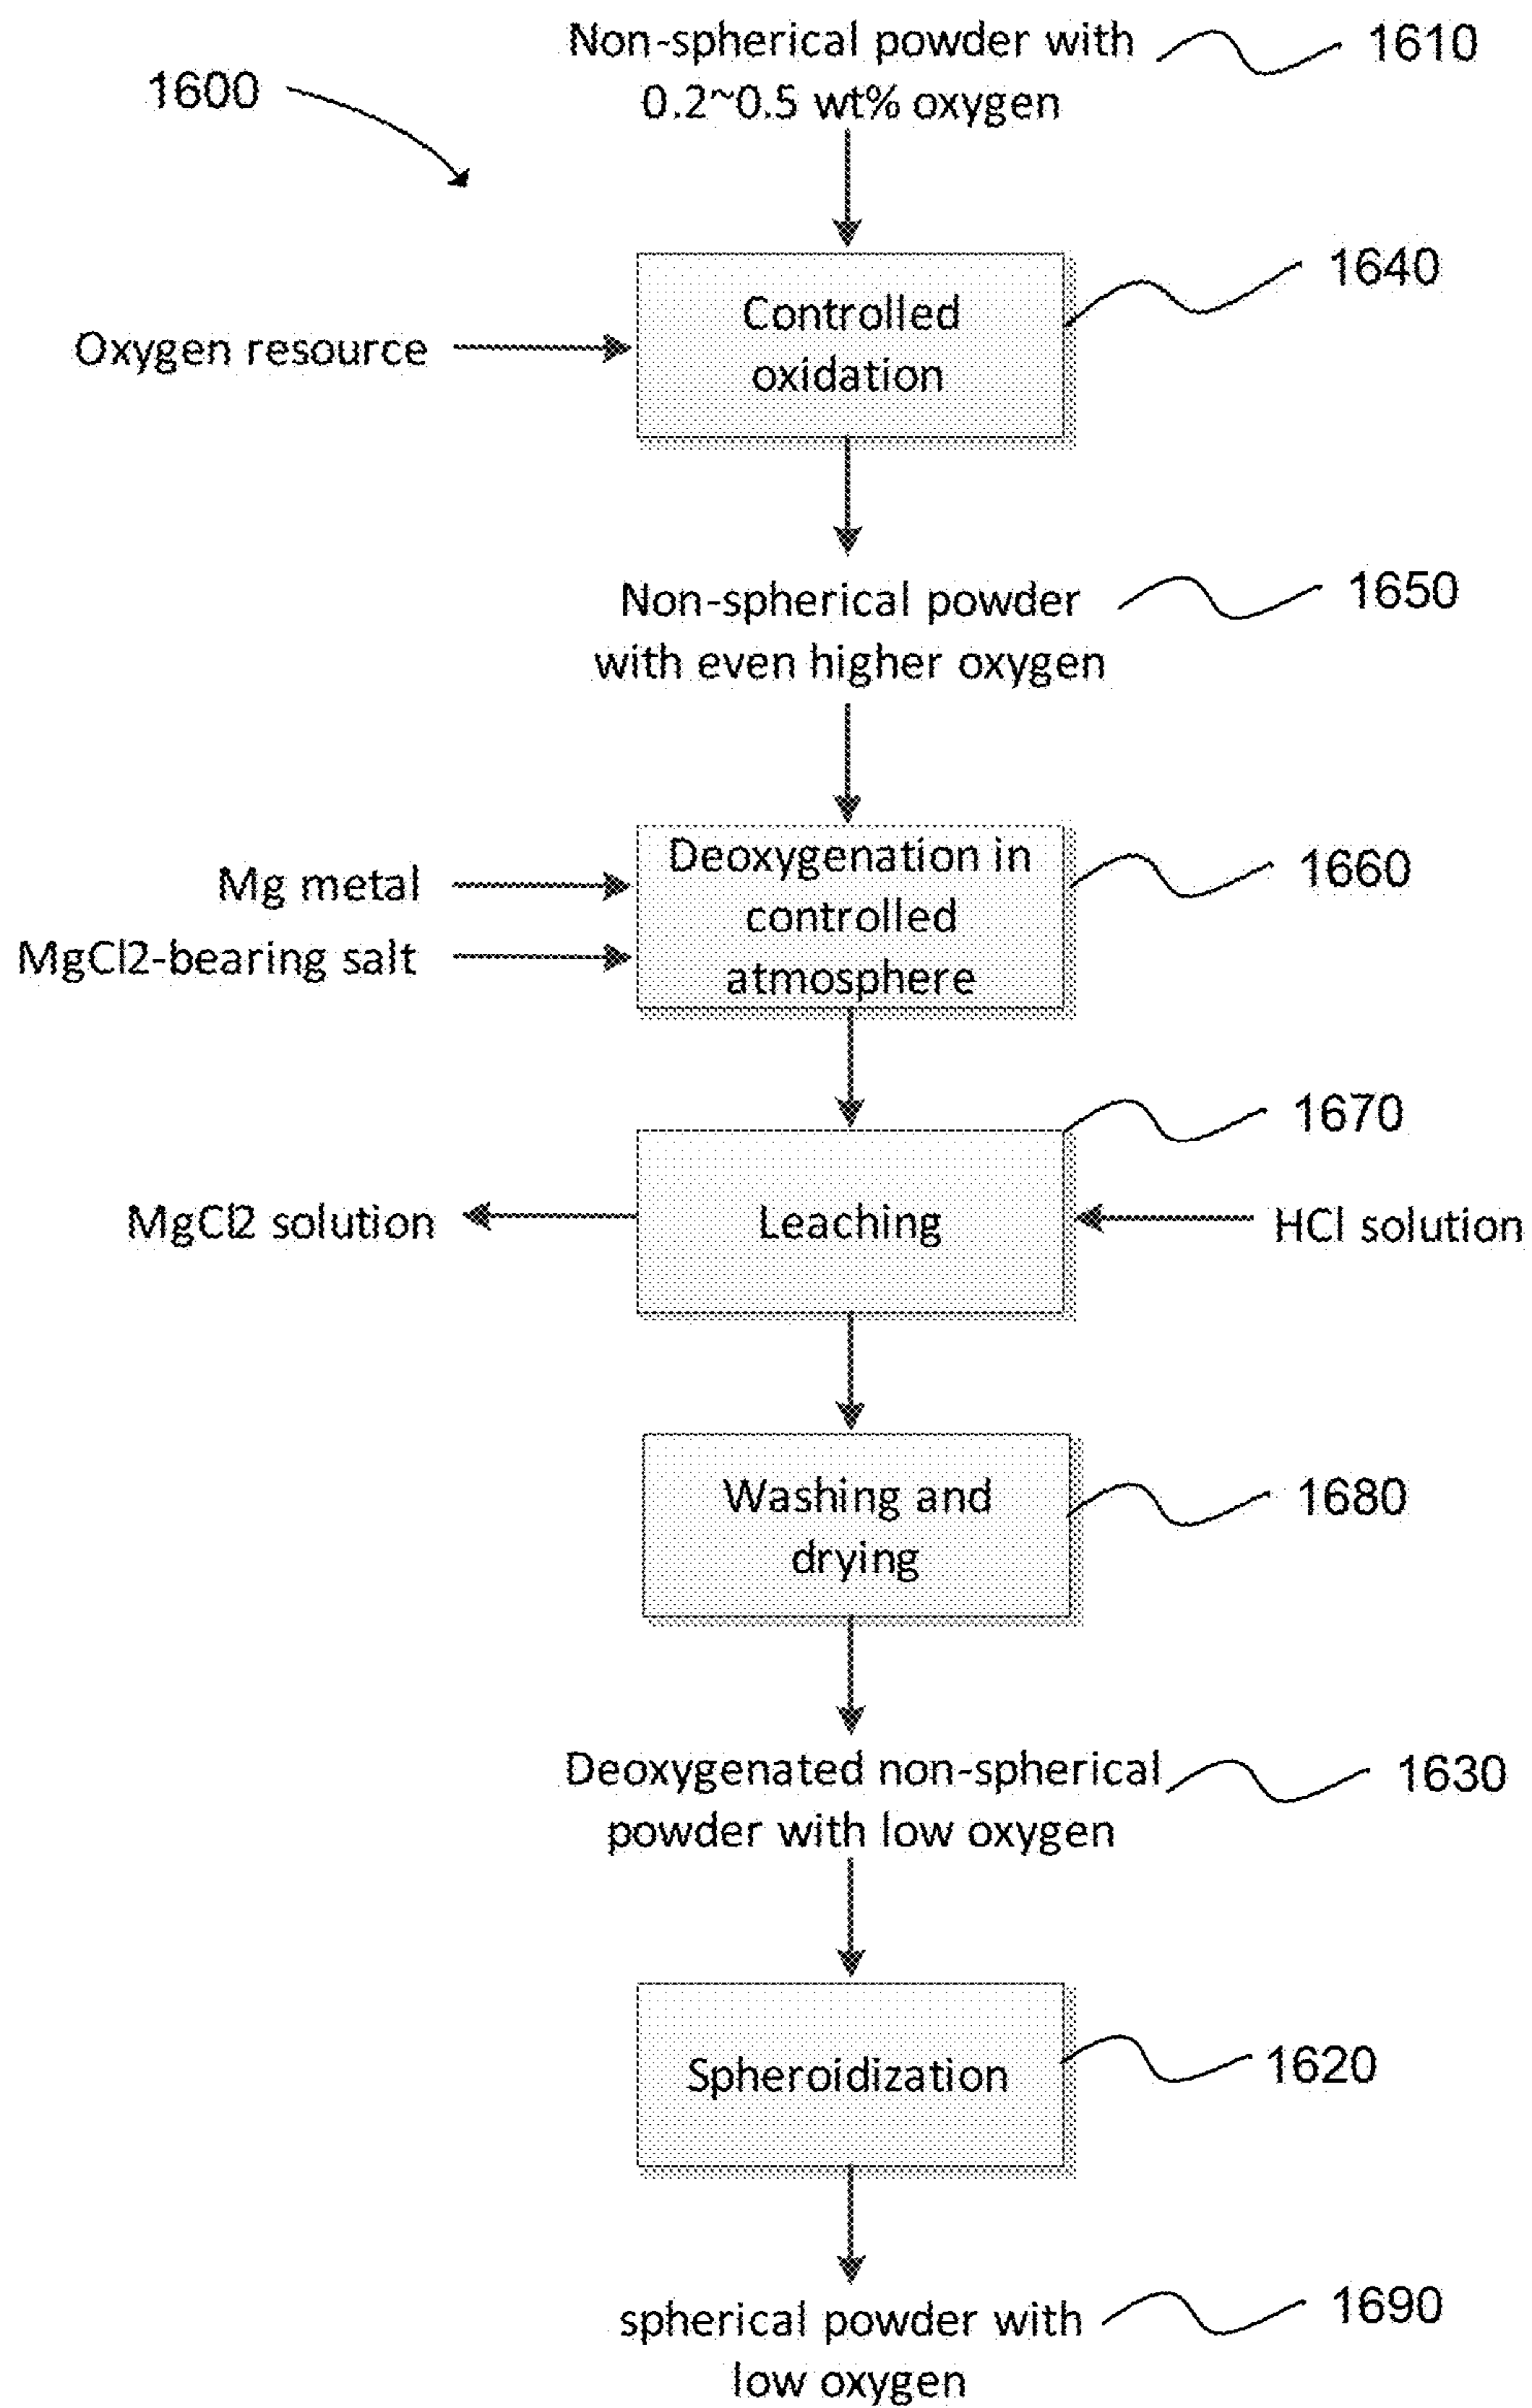 Non-spherical powder with
0.2~0.5 wt% oxygen
1610
1600
Controlled
oxidation
1640
Oxygen resource
Non-spherical powder
with even higher oxygen
1650
Deoxygenation in
controlled
atmosphere
1660
Mg metal
MgCl2-bearing salt
1670
Leaching
MgCl2 solution
HCl solution
Washing and
drying
1680
Deoxygenated non-spherical
powder with low oxygen
1630
Spheroidization
1620
spherical powder with
low oxygen
1690